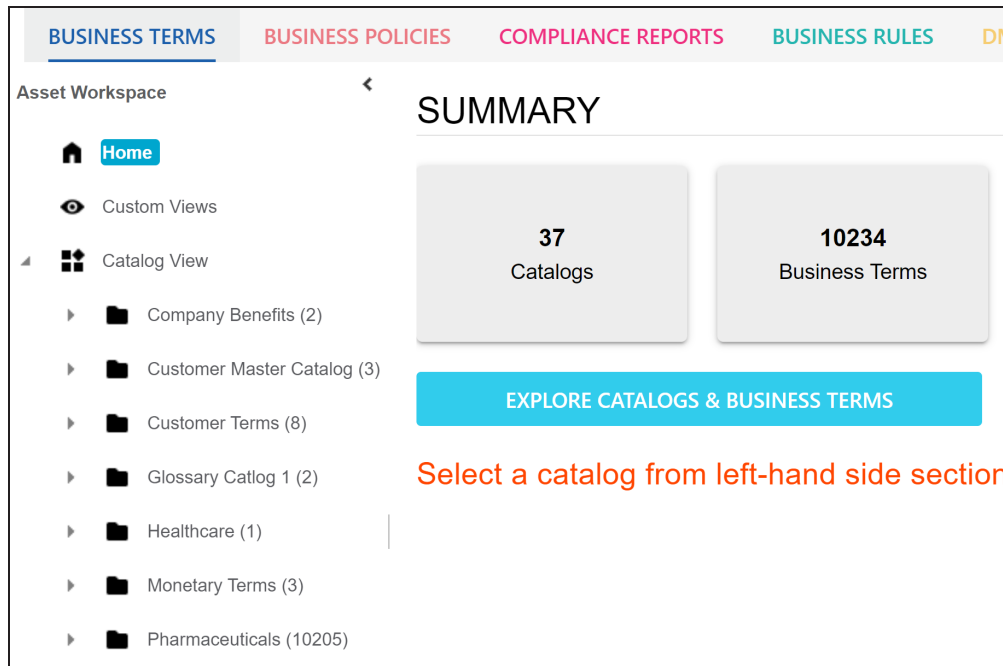 BUSINESS TERMS BUSINESS POLICIES COMPLIANCE REPORTS BUSINESS RULES
Asset Workspace
Home
Custom Views
Catalog View
Company Benefits (2)
Customer Master Catalog (3)
Customer Terms (8)
Glossary Catlog 1 (2)
Healthcare (1)
Monetary Terms (3)
Pharmaceuticals (10205)
SUMMARY
37
Catalogs
10234
Business Terms
EXPLORE CATALOGS & BUSINESS TERMS
Select a catalog from left-hand side section